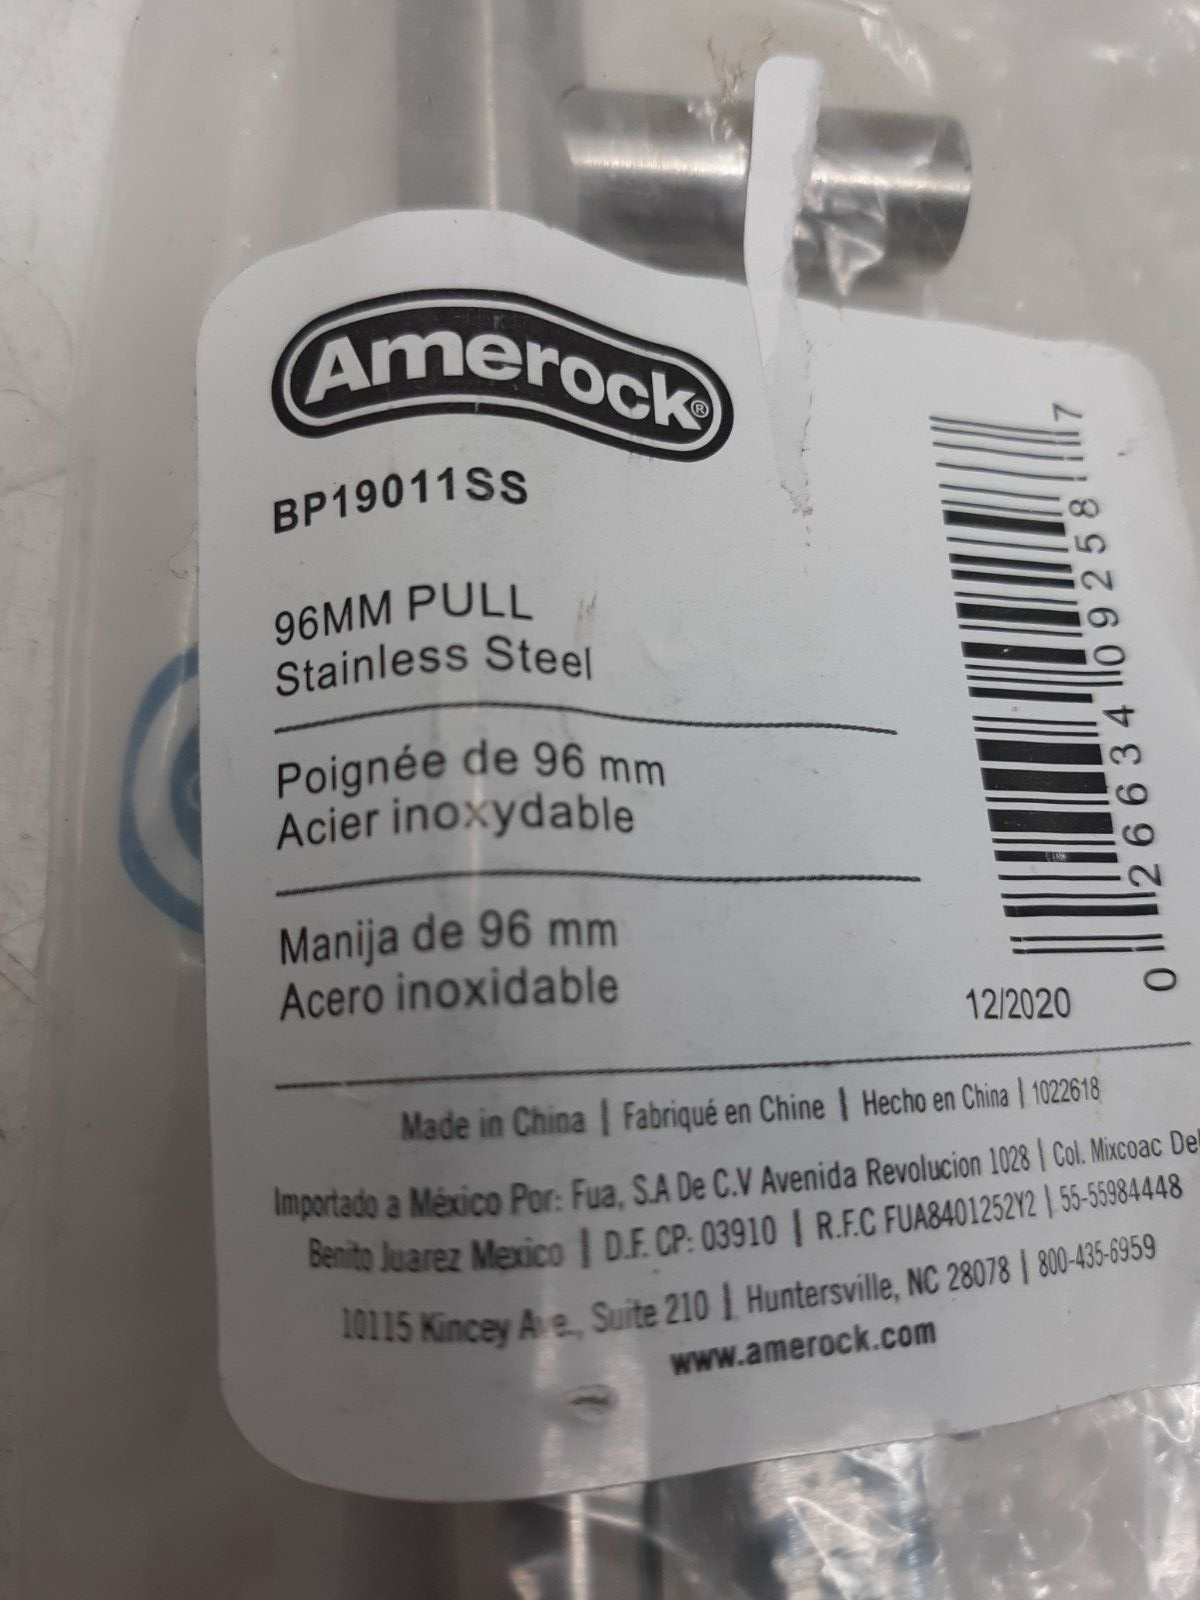 Amerock®
BP19011SS
96MM PULL
Stainless Steel
Poignée de 96 mm
Acier inoxydable
Manija de 96 mm
Acero inoxidable
0 26634 09258 7
12/2020
Made in China | Fabriqué en Chine | Hecho en China | 1022618
Importado a México Por: Fua, S.A De C.V Avenida Revolucion 1028 | Col. Mixcoac Del
Benito Juarez Mexico | D.F. CP: 03910 | R.F.C FUA8401252Y2 | 55-55984448
10115 Kincey Ave., Suite 210 | Huntersville, NC 28078 | 800-435-6959
www.amerock.com